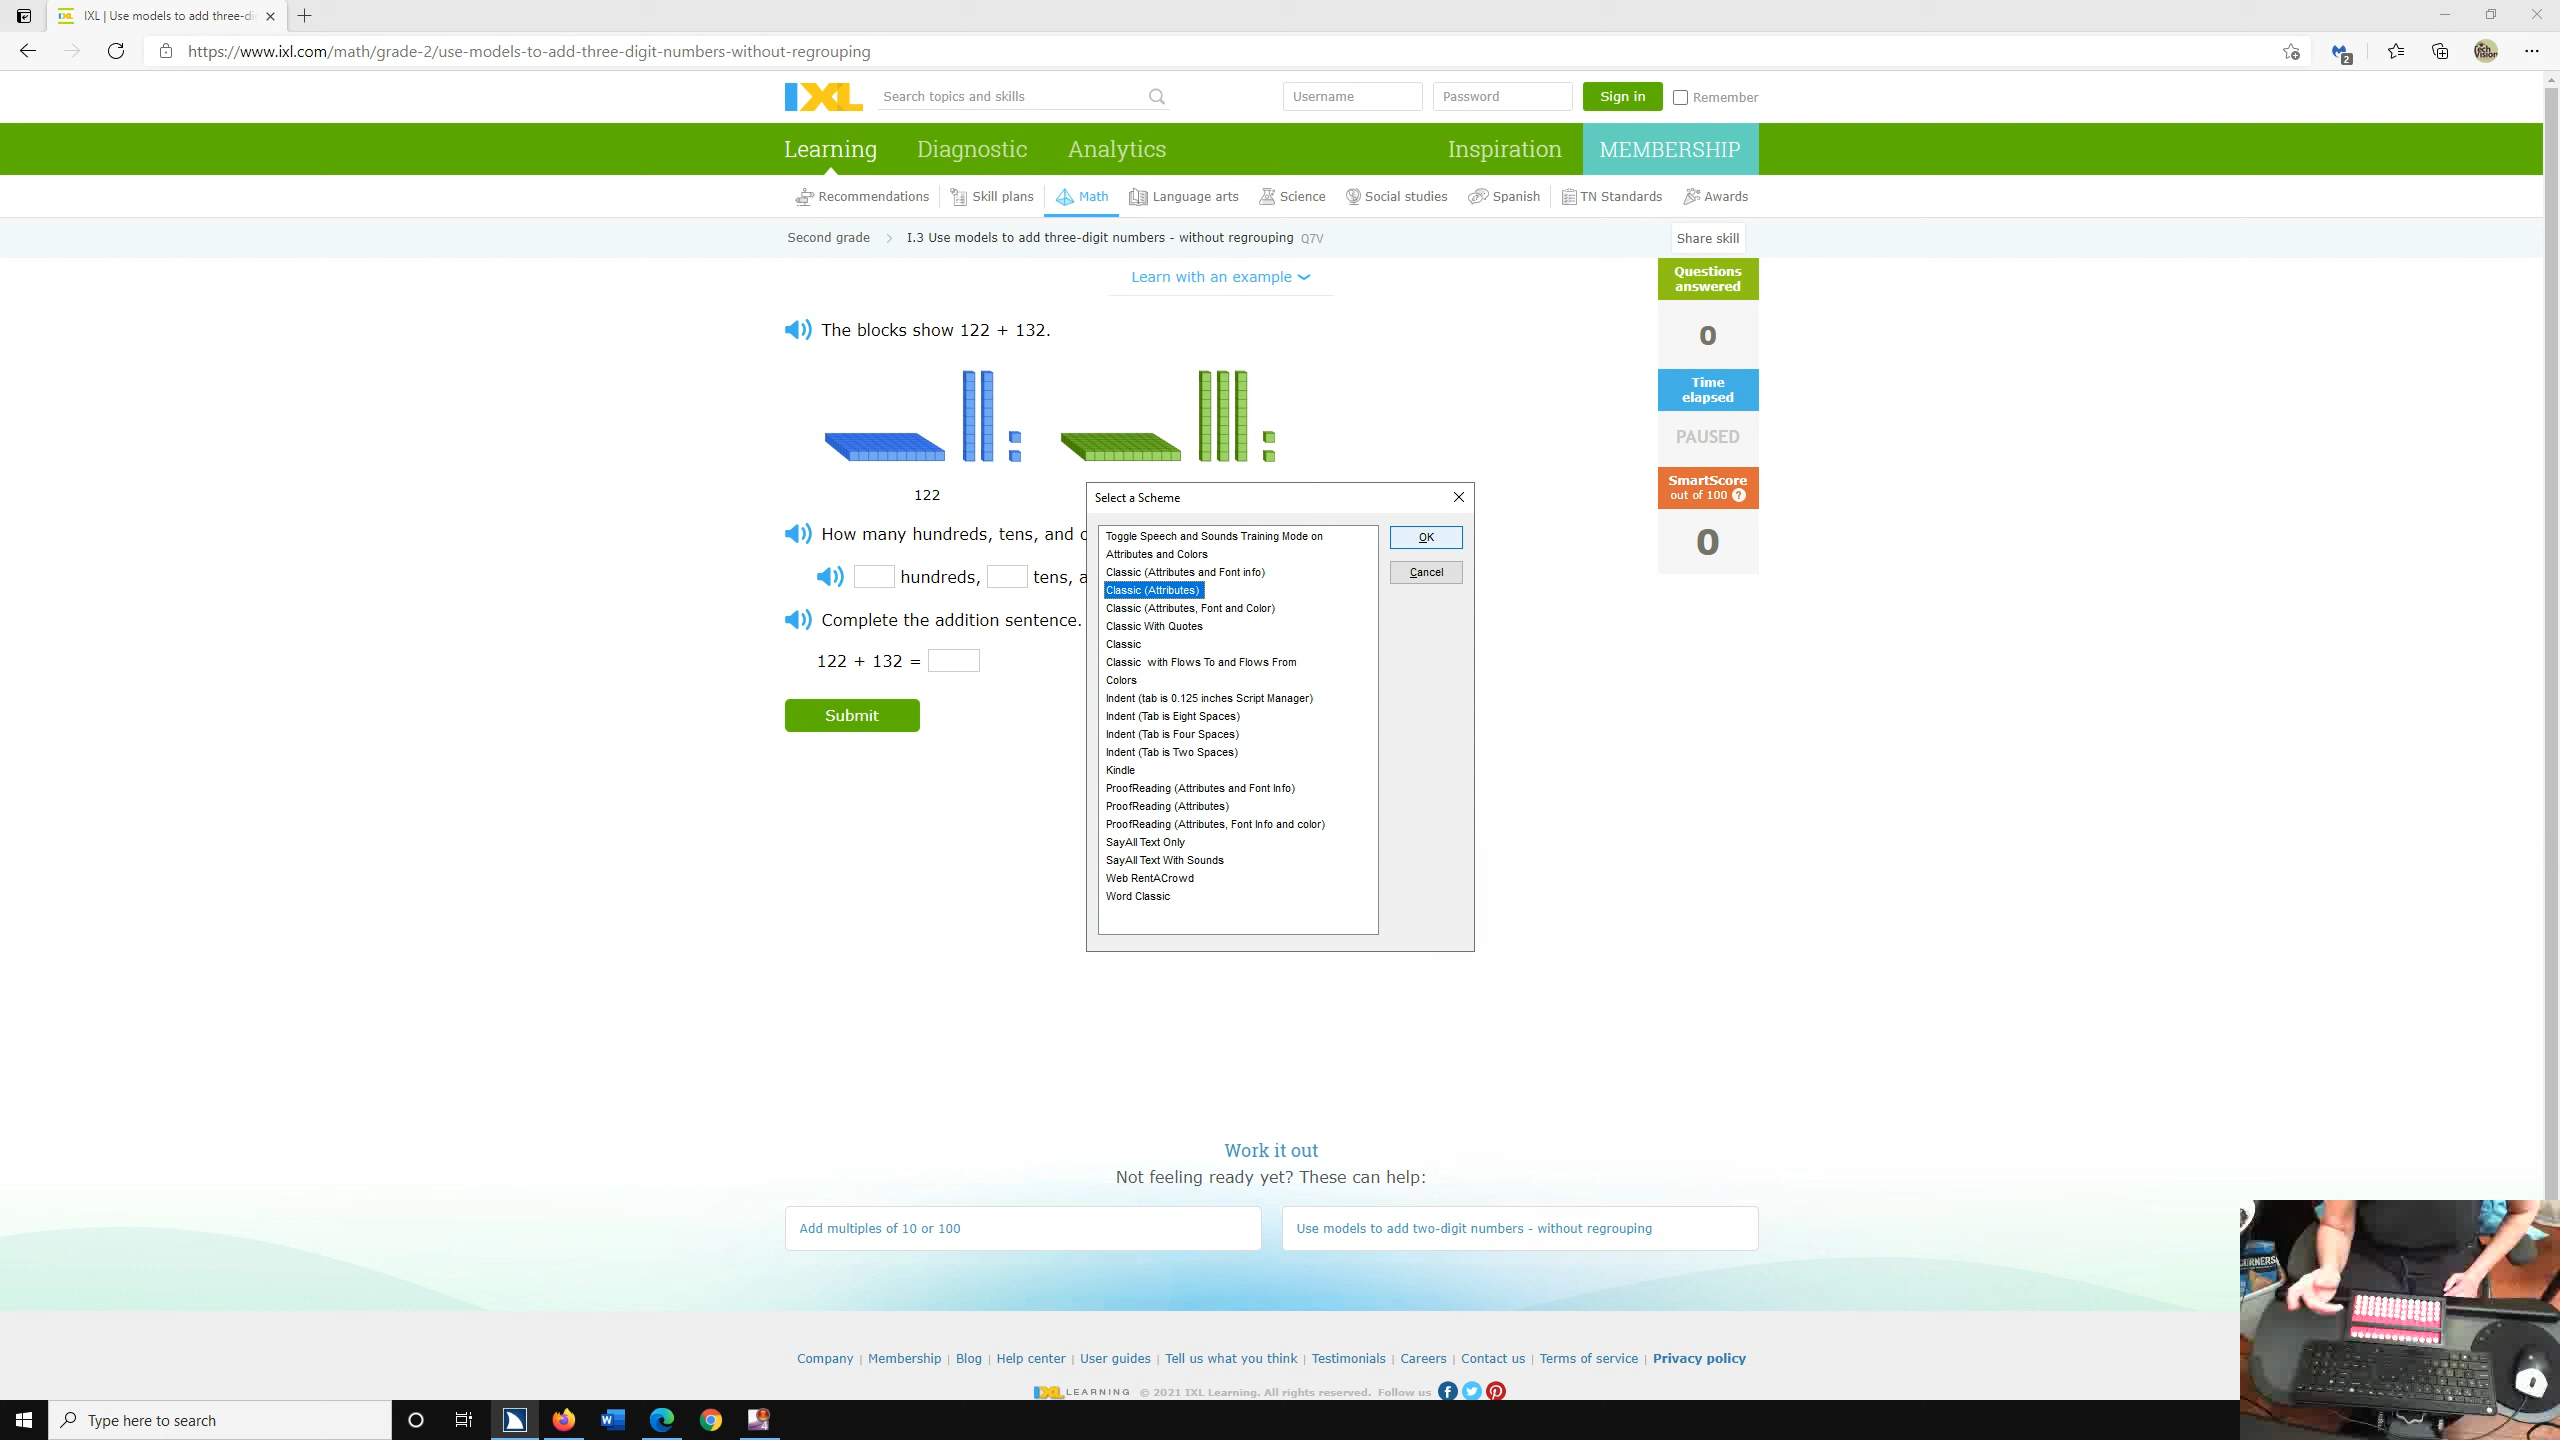 IXL | Use models to add three-di
https://www.ixl.com/math/grade-2/use-models-to-add-three-digit-numbers-without-regrouping
2
IXL
Search topics and skills
Username
Password
Sign in
Remember
Learning
Diagnostic
Analytics
Inspiration
MEMBERSHIP
Recommendations
Skill plans
Math
Language arts
Science
Social studies
Spanish
TN Standards
Awards
Second grade > I.3 Use models to add three-digit numbers - without regrouping Q7V
Share skill
Learn with an example
Questions
answered
0
Time
elapsed
PAUSED
SmartScore
out of 100 ?
0
The blocks show 122 + 132.
122
How many hundreds, tens, and o
hundreds, tens, a
Complete the addition sentence.
122 + 132 =
Submit
Select a Scheme
Toggle Speech and Sounds Training Mode on
Attributes and Colors
Classic (Attributes and Font info)
Classic (Attributes)
Classic (Attributes, Font and Color)
Classic With Quotes
Classic
Classic with Flows To and Flows From
Colors
Indent (tab is 0.125 inches Script Manager)
Indent (Tab is Eight Spaces)
Indent (Tab is Four Spaces)
Indent (Tab is Two Spaces)
Kindle
ProofReading (Attributes and Font Info)
ProofReading (Attributes)
ProofReading (Attributes, Font Info and color)
SayAll Text Only
SayAll Text With Sounds
Web RentACrowd
Word Classic
OK
Cancel
Work it out
Not feeling ready yet? These can help:
Add multiples of 10 or 100
Use models to add two-digit numbers - without regrouping
Company | Membership | Blog | Help center | User guides | Tell us what you think | Testimonials | Careers | Contact us | Terms of service | Privacy policy
IXL LEARNING © 2021 IXL Learning. All rights reserved. Follow us
Type here to search